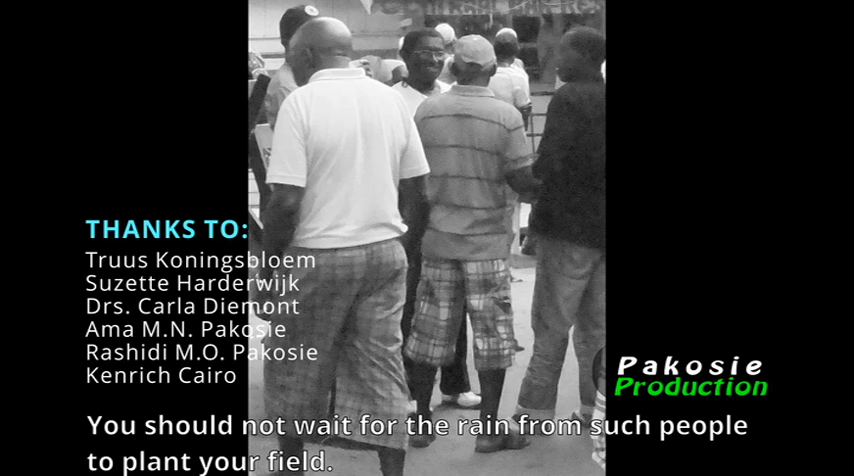 THANKS TO:
Truus Koningsbloem
Suzette Harderwijk
Drs. Carla Diemont
Ama M.N. Pakosie
Rashidi M.O. Pakosie
Kenrich Cairo
Pakosie
Production
You should not wait for the rain from such people
to plant your field.